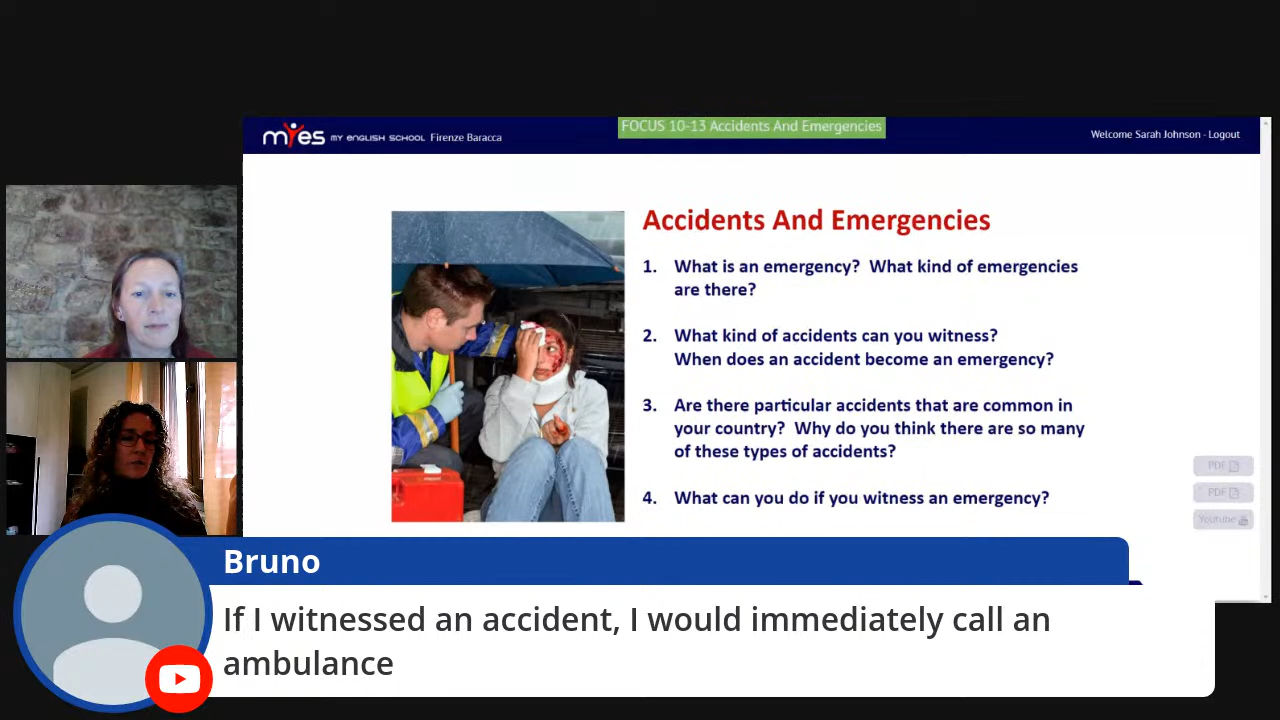 FOCUS 10-13 Accidents And Emergencies
myes MY ENGLISH SCHOOL Firenze Baracca
Welcome Sarah Johnson - Logout
Accidents And Emergencies
1. What is an emergency? What kind of emergencies
are there?
2. What kind of accidents can you witness?
When does an accident become an emergency?
3. Are there particular accidents that are common in
your country? Why do you think there are so many
of these types of accidents?
4. What can you do if you witness an emergency?
PDF
PDF
Youtube
Bruno
If I witnessed an accident, I would immediately call an
ambulance